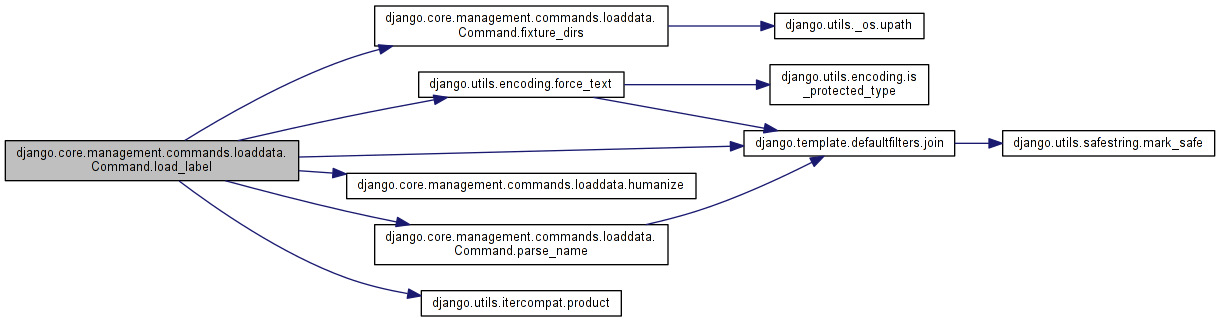 django.core.management.commands.loaddata.
Command.load_label
django.core.management.commands.loaddata.
Command.fixture_dirs
django.utils._os.upath
django.utils.encoding.force_text
django.utils.encoding.is
_protected_type
django.template.defaultfilters.join
django.utils.safestring.mark_safe
django.core.management.commands.loaddata.humanize
django.core.management.commands.loaddata.
Command.parse_name
django.utils.itercompat.product